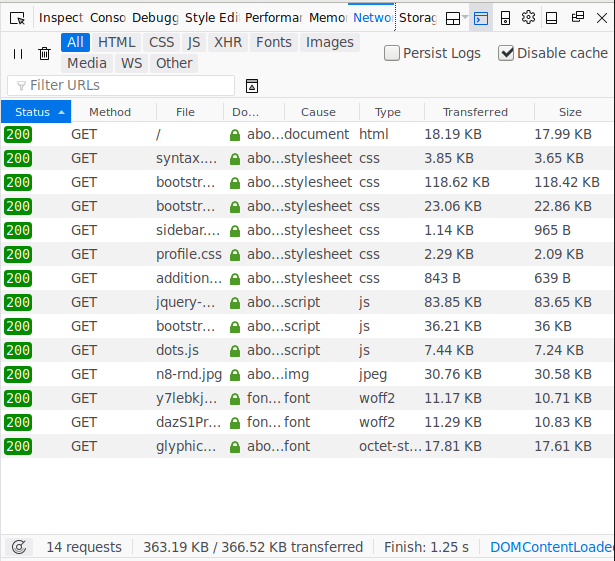 Inspect Conso Debugg Style Edi Performar Memo Networ Storag
All HTML CSS JS XHR Fonts Images Persist Logs Disable cache
Media WS Other
Filter URLs
Status Method File Do... Cause Type Transferred Size
200 GET / abo... document html 18.19 KB 17.99 KB
200 GET syntax.... abo... stylesheet css 3.85 KB 3.65 KB
200 GET bootstr... abo... stylesheet css 118.62 KB 118.42 KB
200 GET bootstr... abo... stylesheet css 23.06 KB 22.86 KB
200 GET sidebar.... abo... stylesheet css 1.14 KB 965 B
200 GET profile.css abo... stylesheet css 2.29 KB 2.09 KB
200 GET addition... abo... stylesheet css 843 B 639 B
200 GET jquery-... abo... script js 83.85 KB 83.65 KB
200 GET bootstr... abo... script js 36.21 KB 36 KB
200 GET dots.js abo... script js 7.44 KB 7.24 KB
200 GET n8-rnd.jpg abo... img jpeg 30.76 KB 30.58 KB
200 GET y7lebkj... fon... font woff2 11.17 KB 10.71 KB
200 GET dazS1Pr... fon... font woff2 11.29 KB 10.83 KB
200 GET glyphic... abo... font octet-st... 17.81 KB 17.61 KB
14 requests 363.19 KB / 366.52 KB transferred Finish: 1.25 s DOMContentLoade